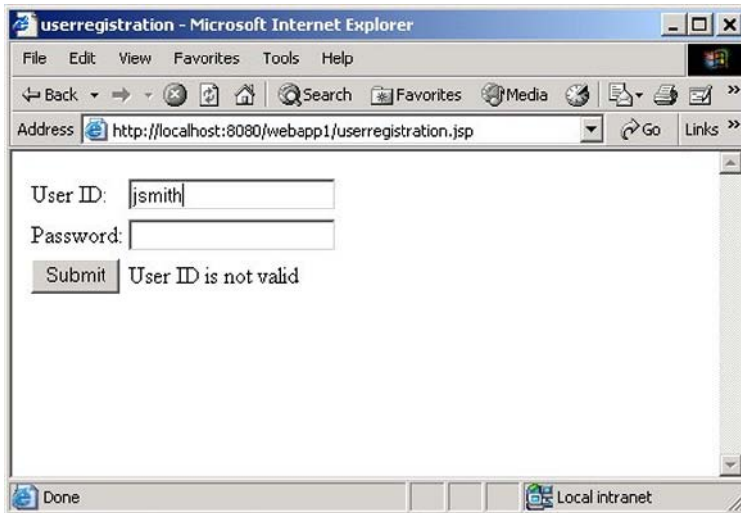 userregistration - Microsoft Internet Explorer
File Edit View Favorites Tools Help
Back Search Favorites Media »
Address http://localhost:8080/webapp1/userregistration.jsp Go Links »
User ID: jsmith
Password:
Submit User ID is not valid
Done Local intranet